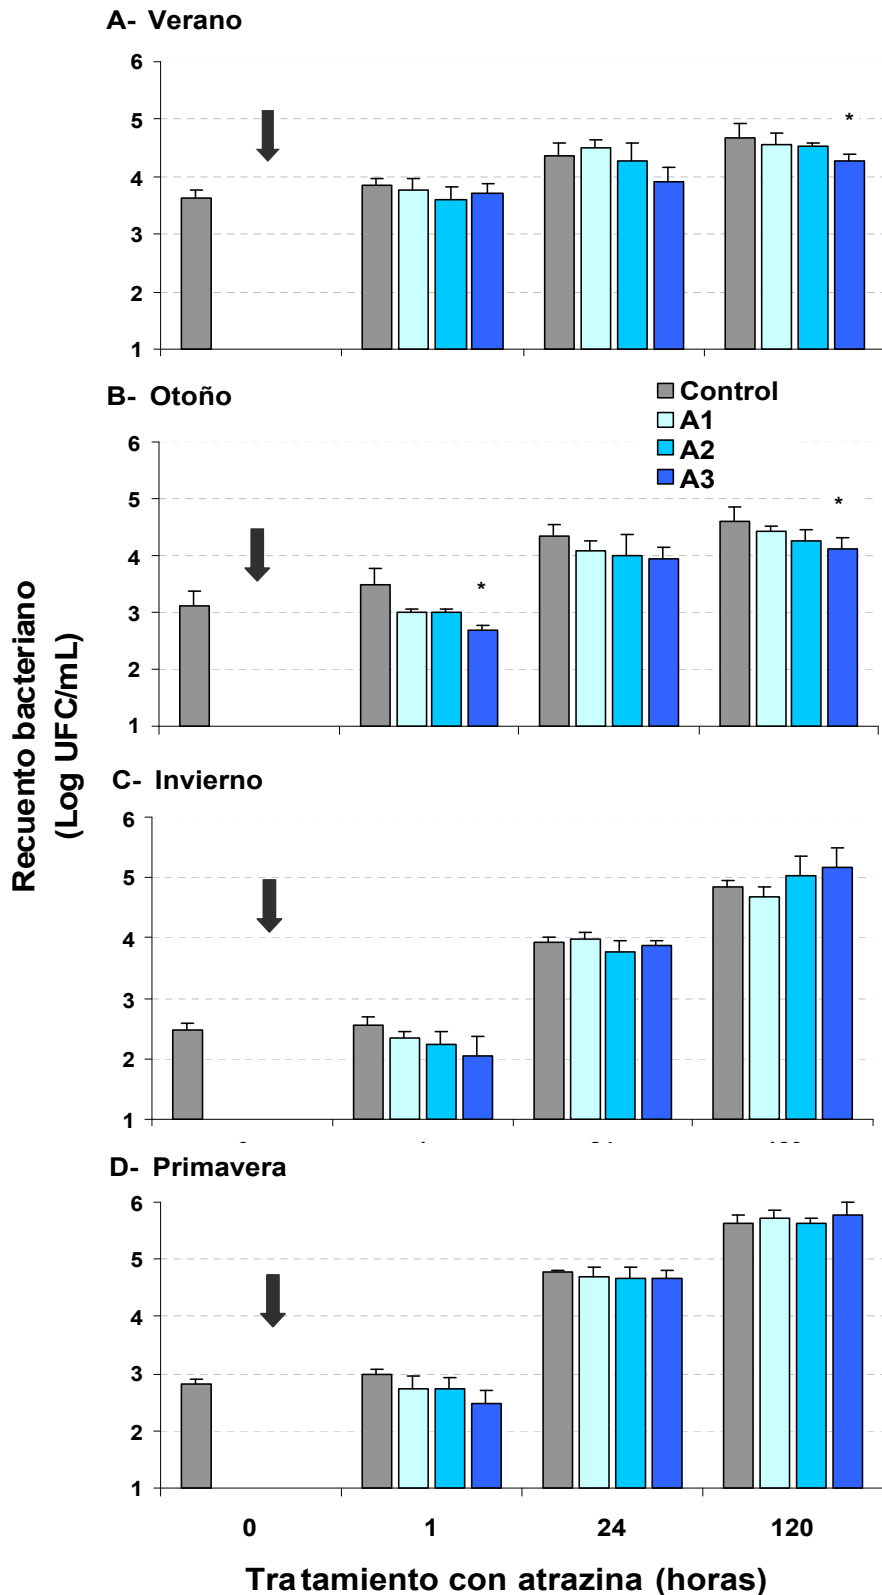 A- Verano
6
5
*
4
3
2
1
B- Otoño
Control
A1
A2
A3
6
5
*
4
*
3
2
1
Recuento bacteriano
(Log UFC/mL)
C- Invierno
6
5
4
3
2
1
D- Primavera
6
5
4
3
2
1
0 1 24 120
Tratamiento con atrazina (horas)